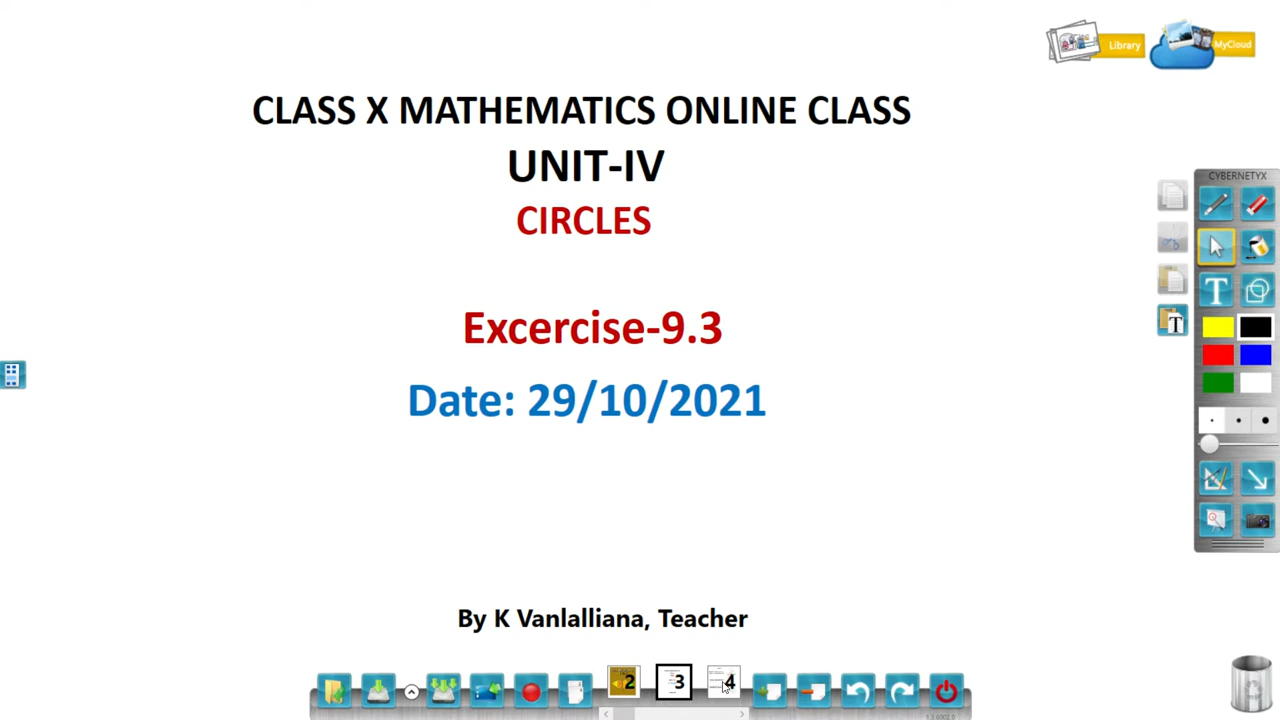 Library
MyCloud
CLASS X MATHEMATICS ONLINE CLASS
UNIT-IV
CIRCLES
CYBERNETYX
Excercise-9.3
Date: 29/10/2021
By K Vanlalliana, Teacher
2
3
4
T
T